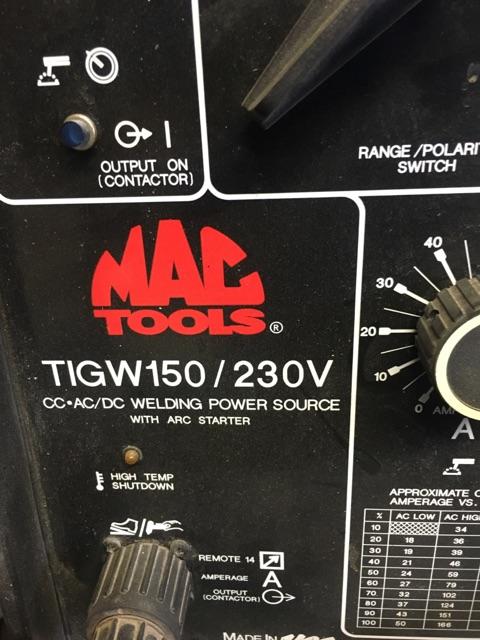 OUTPUT ON
(CONTACTOR)
RANGE/POLARI
SWITCH
MAC
TOOLS®
TIGW150/230V
CC•AC/DC WELDING POWER SOURCE
WITH ARC STARTER
HIGH TEMP
SHUTDOWN
REMOTE 14
AMPERAGE A
OUTPUT
(CONTACTOR)
MADE IN
40
30
20
10
0 AM
A
APPROXIMATE
AMPERAGE VS.
% AC LOW AC HIG
10 34
20 18 36
30 19 39
40 21 46
50 24 59
60 27 79
70 32 102
80 37 124
90 43 151
100 50 166